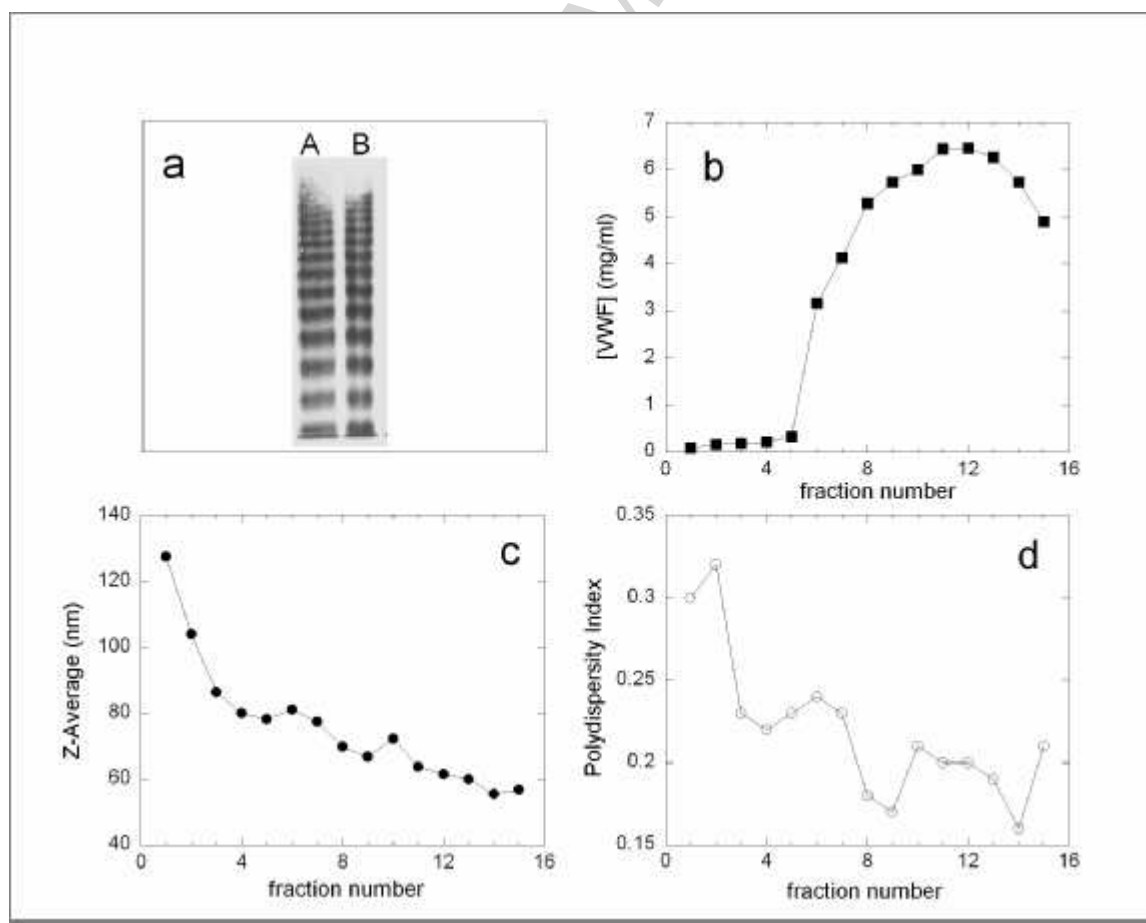 a
A B
b
[VWF] (mg/ml)
7
6
5
4
3
2
1
0
0 4 8 12 16
fraction number
c
Z-Average (nm)
140
120
100
80
60
40
0 4 8 12 16
fraction number
d
Polydispersity Index
0.35
0.3
0.25
0.2
0.15
0 4 8 12 16
fraction number